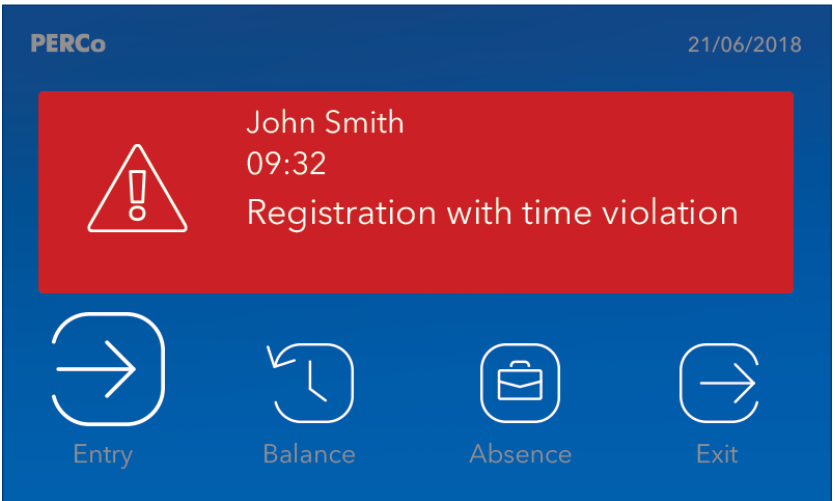 PERCo
21/06/2018
John Smith
09:32
Registration with time violation
Entry
Balance
Absence
Exit